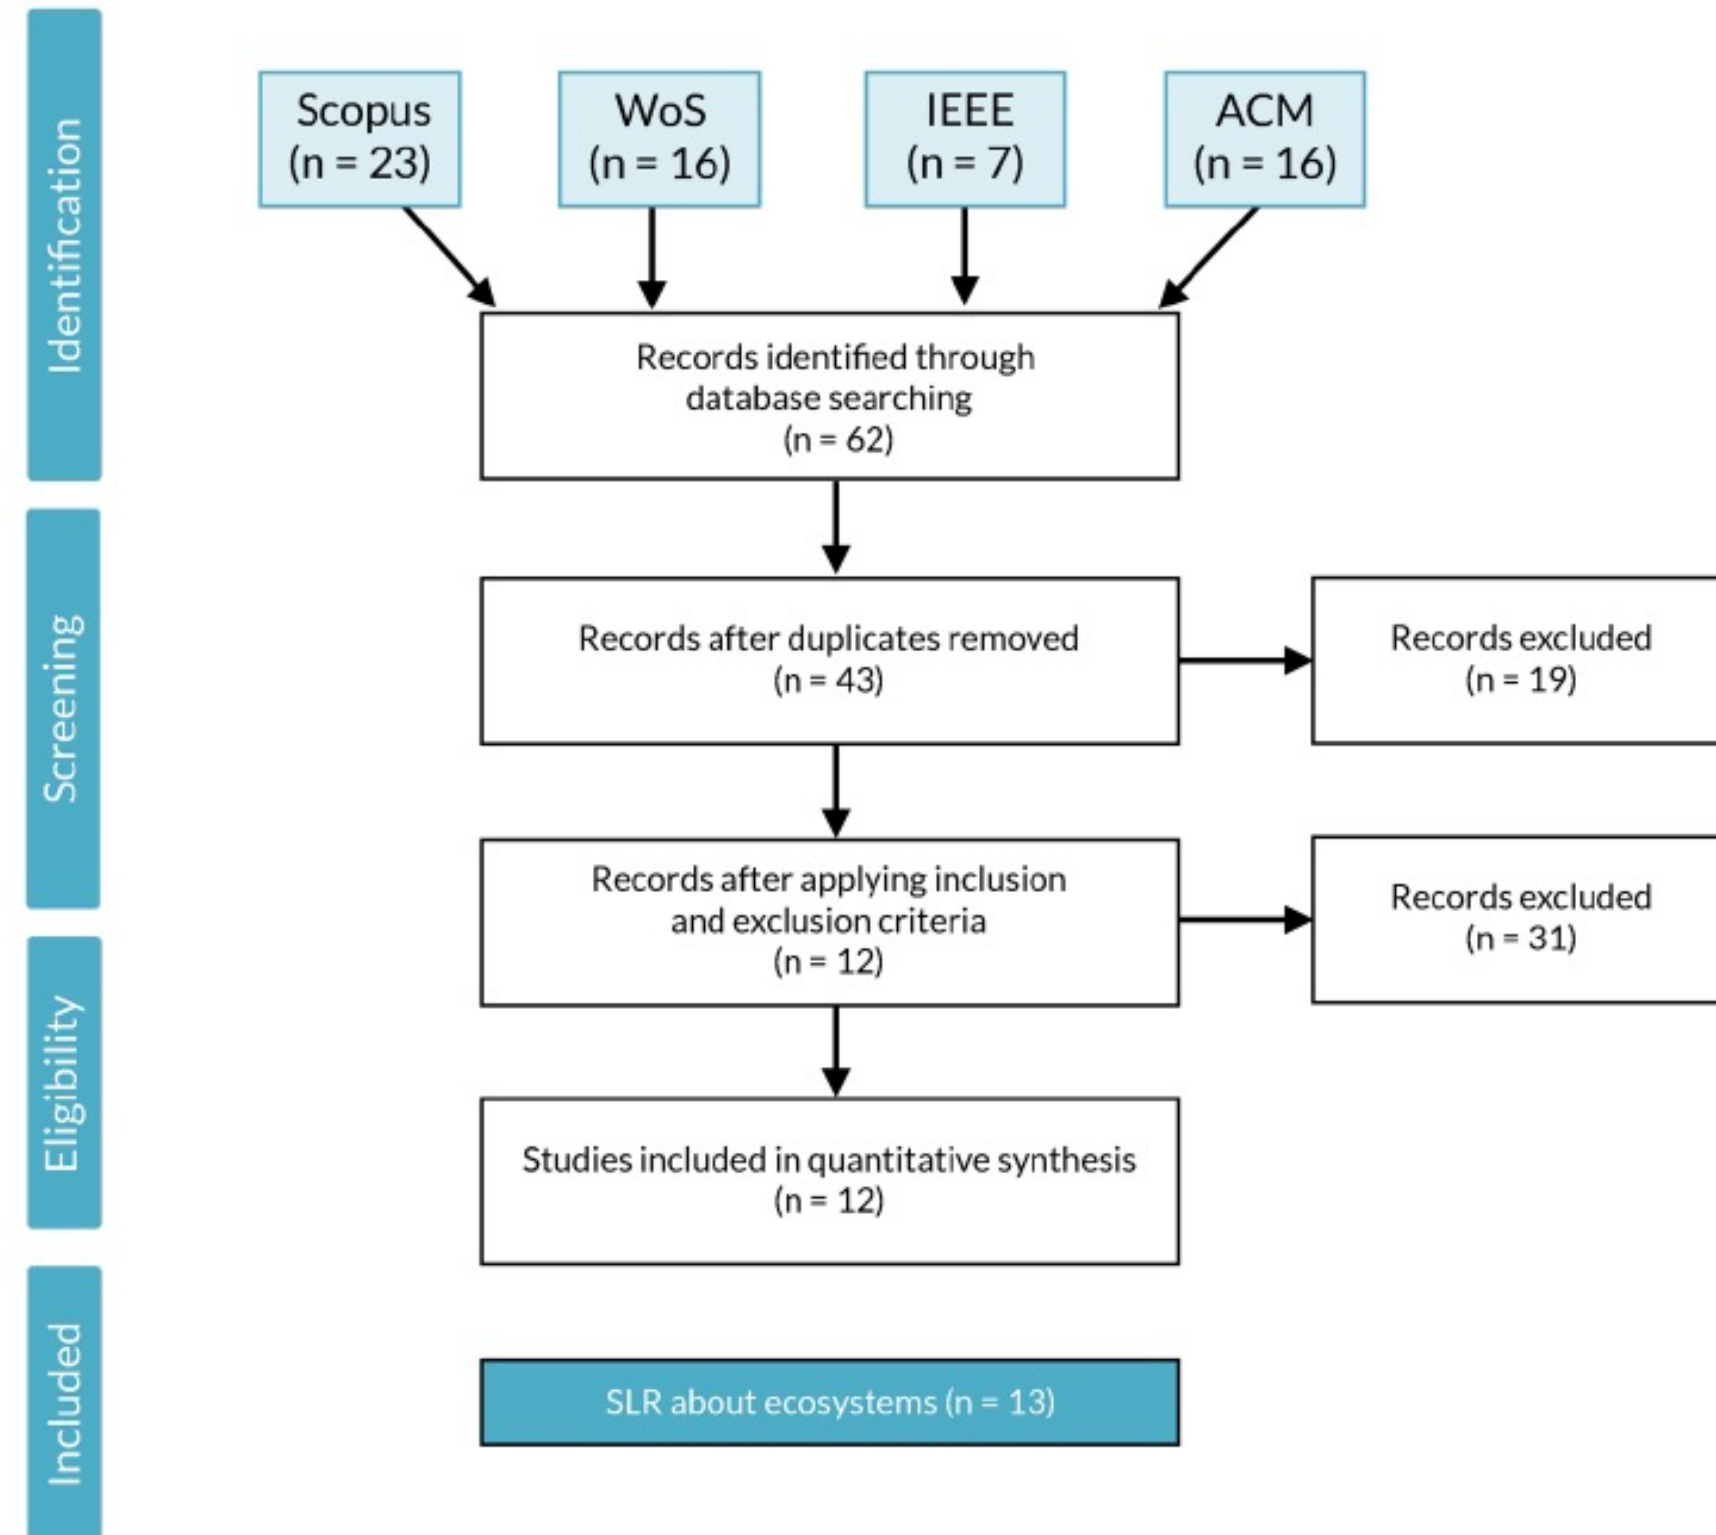 Identification
Scopus
(n = 23)
WoS
(n = 16)
IEEE
(n = 7)
ACM
(n = 16)
Records identified through
database searching
(n = 62)
Screening
Records after duplicates removed
(n = 43)
Records excluded
(n = 19)
Records after applying inclusion
and exclusion criteria
(n = 12)
Records excluded
(n = 31)
Eligibility
Studies included in quantitative synthesis
(n = 12)
Included
SLR about ecosystems (n = 13)